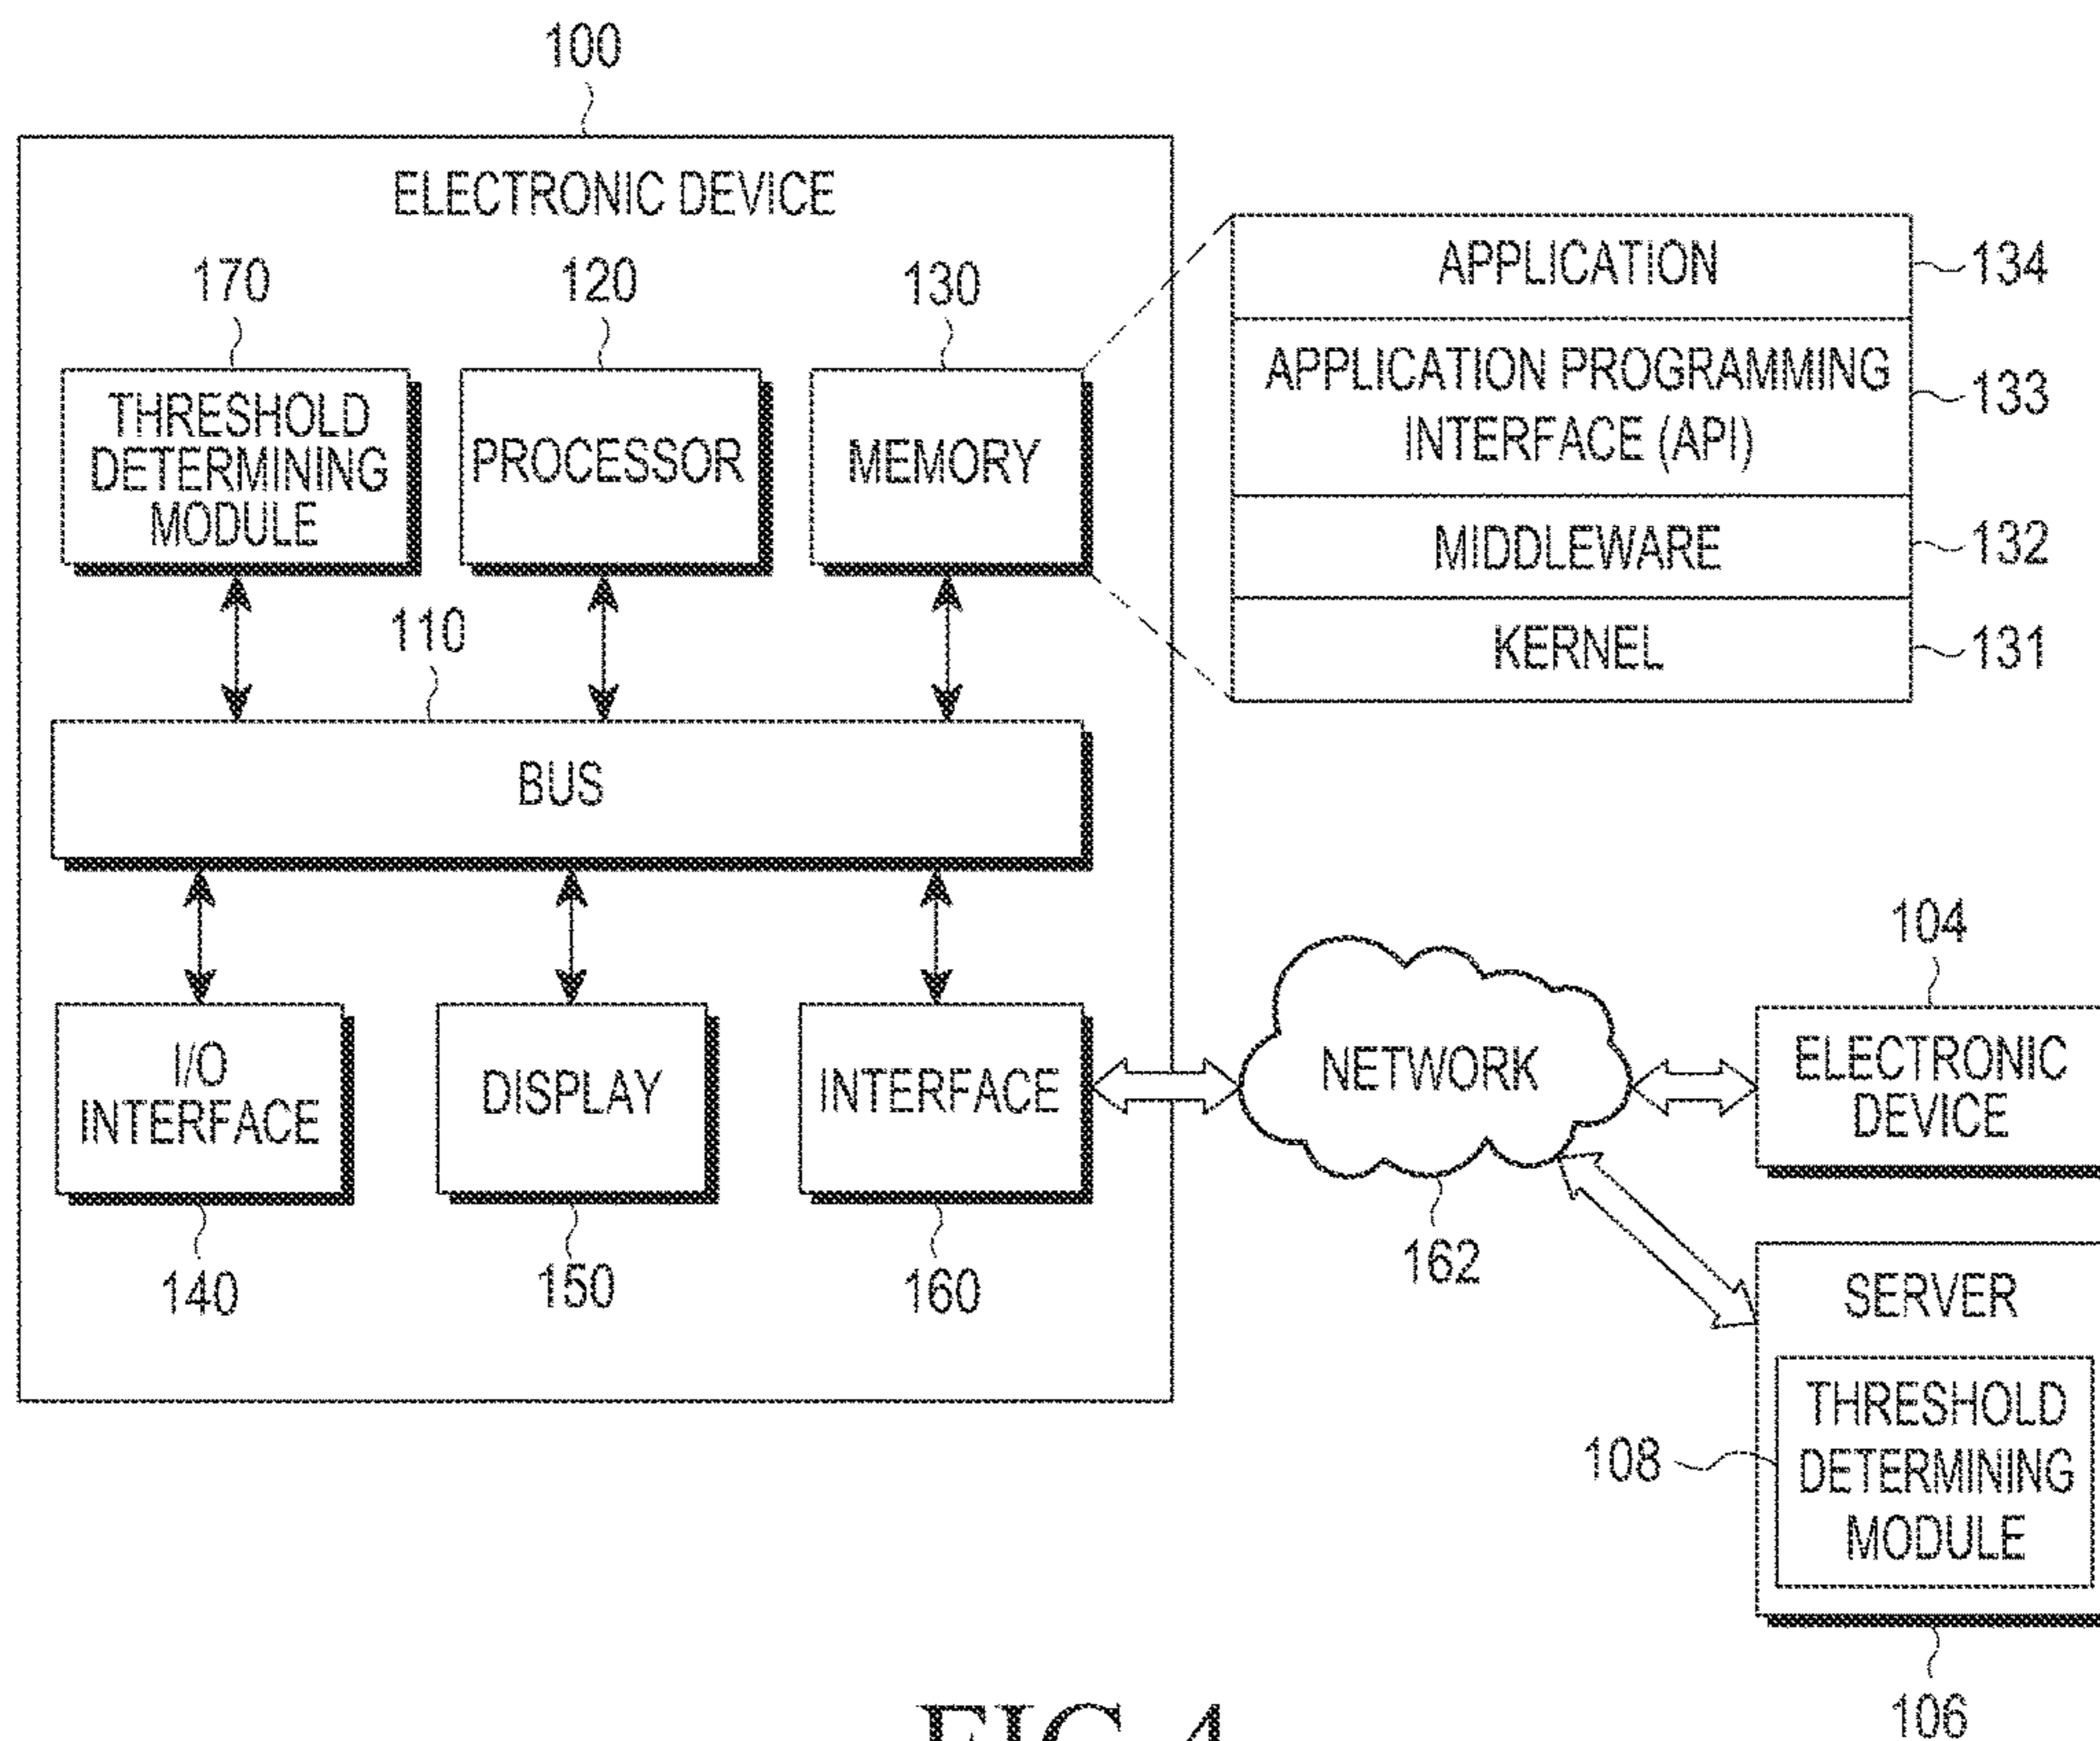 100
ELECTRONIC DEVICE
170
120
130
THRESHOLD
DETERMINING
MODULE
PROCESSOR
MEMORY
APPLICATION
134
APPLICATION PROGRAMMING
INTERFACE (API)
133
MIDDLEWARE
132
KERNEL
131
110
BUS
I/O
INTERFACE
DISPLAY
INTERFACE
140
150
160
NETWORK
162
104
ELECTRONIC
DEVICE
SERVER
108
THRESHOLD
DETERMINING
MODULE
106